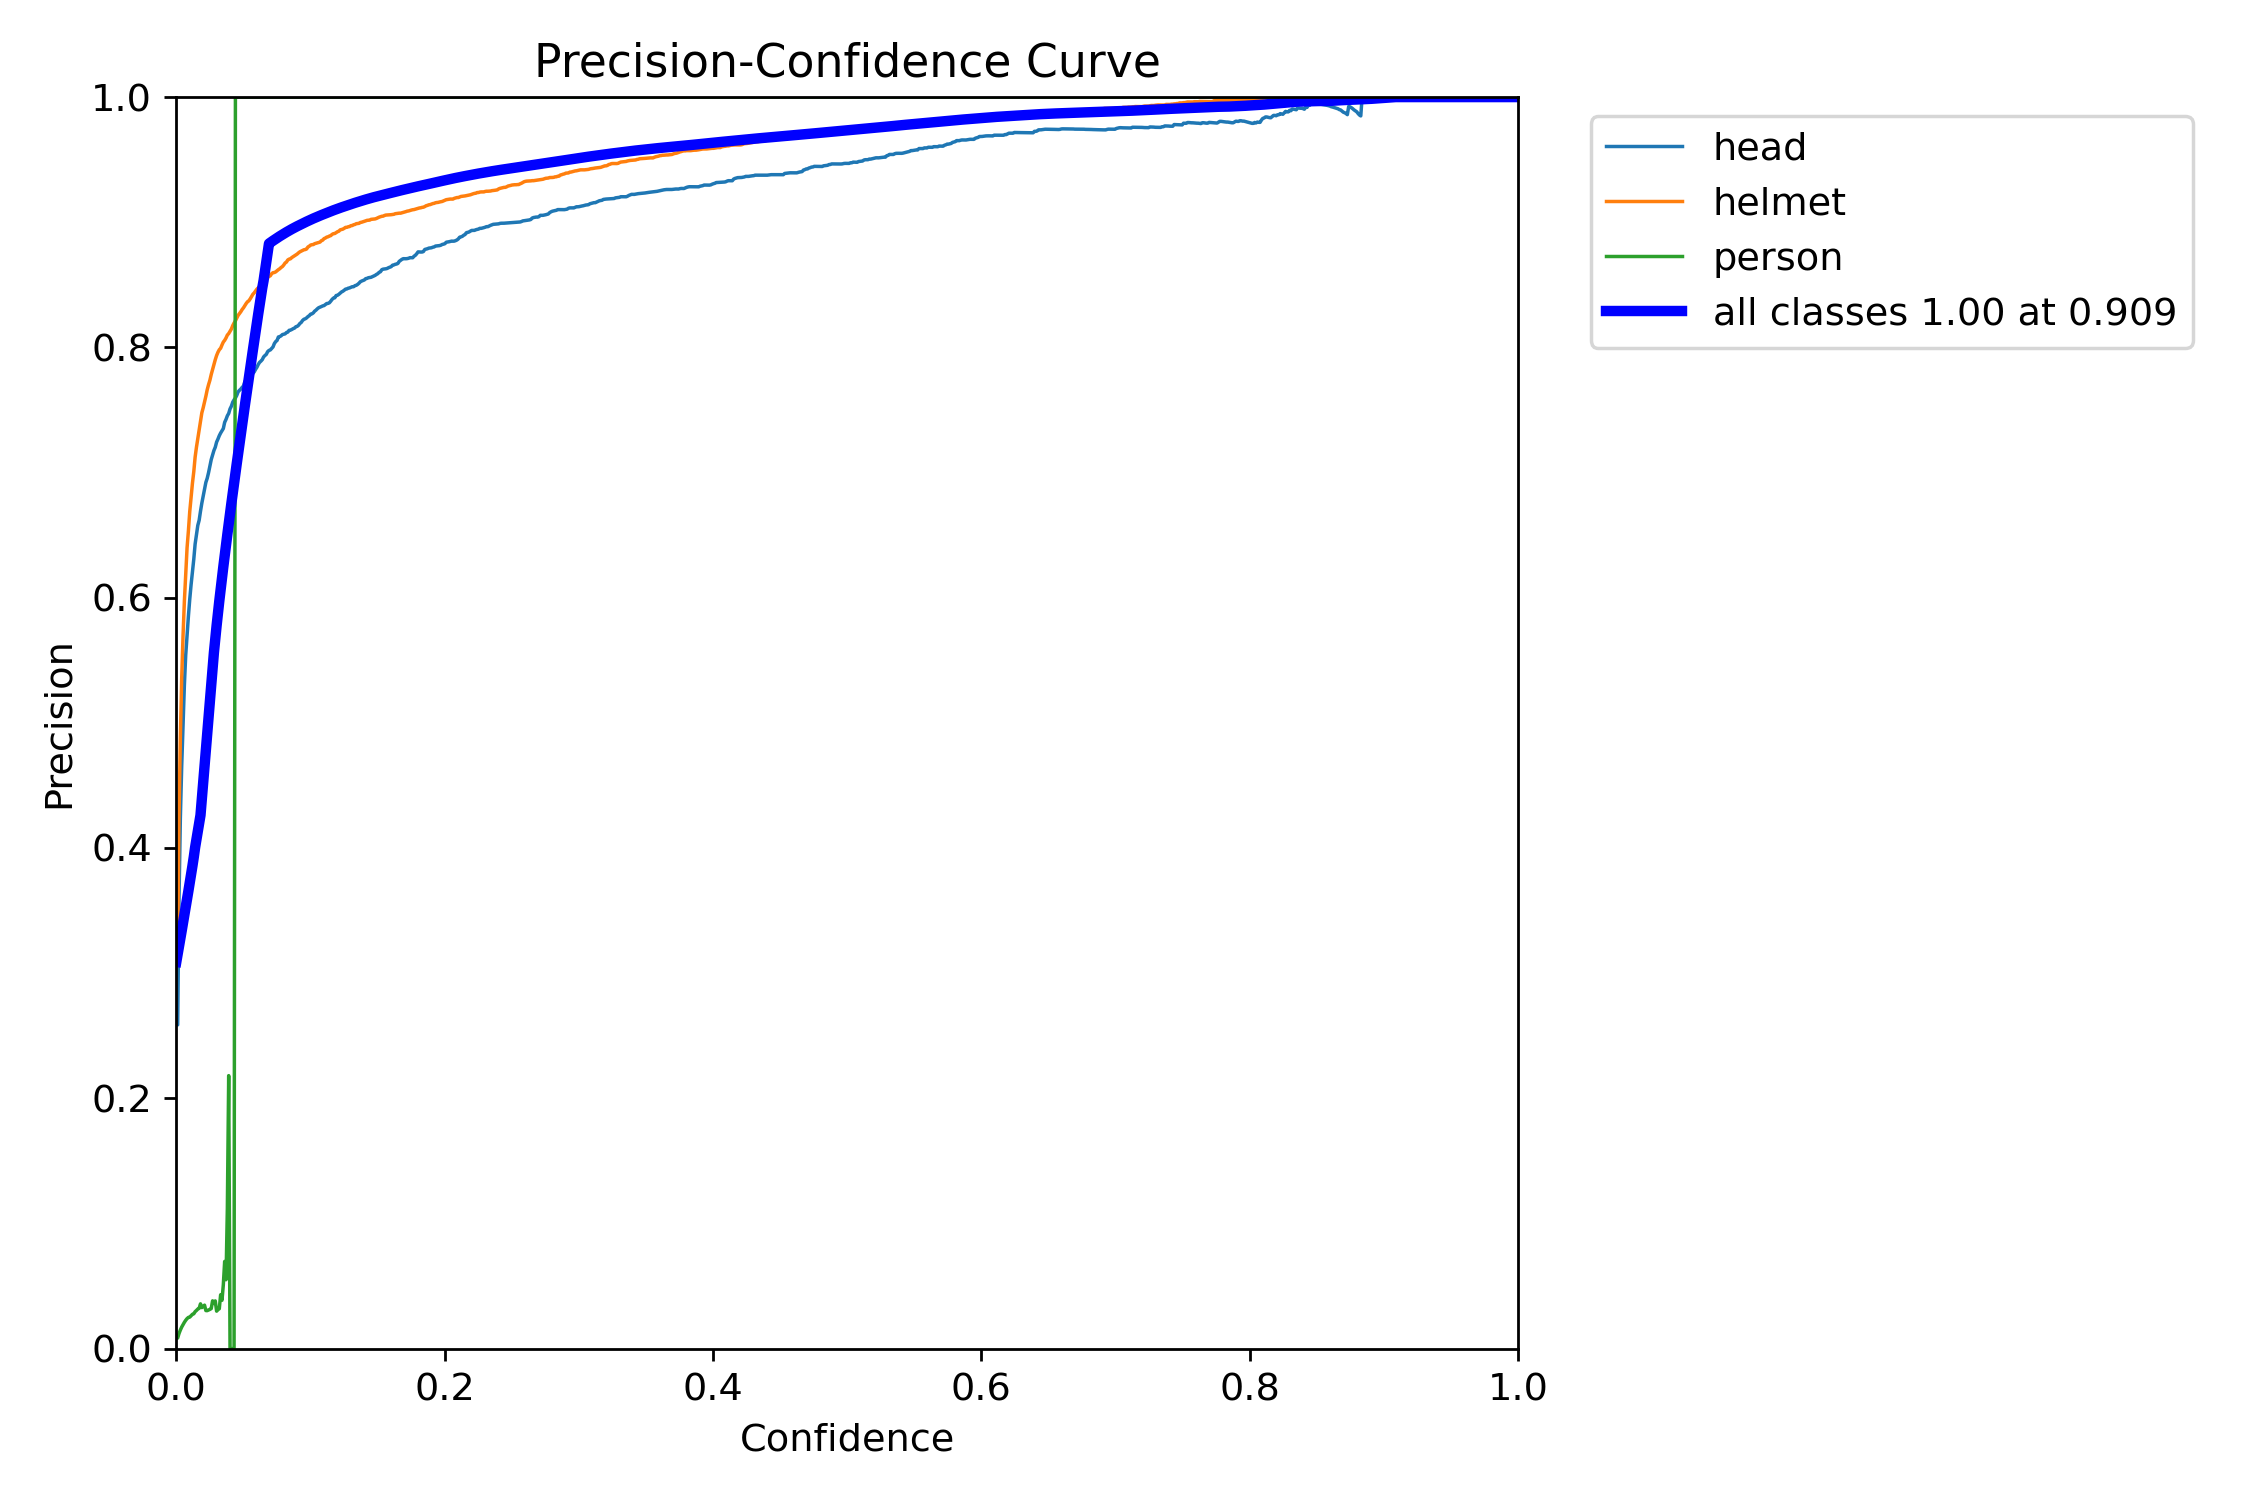 Precision-Confidence Curve
1.0
0.8
0.6
0.4
0.2
0.0
Precision
0.0 0.2 0.4 0.6 0.8 1.0
Confidence
head
helmet
person
all classes 1.00 at 0.909